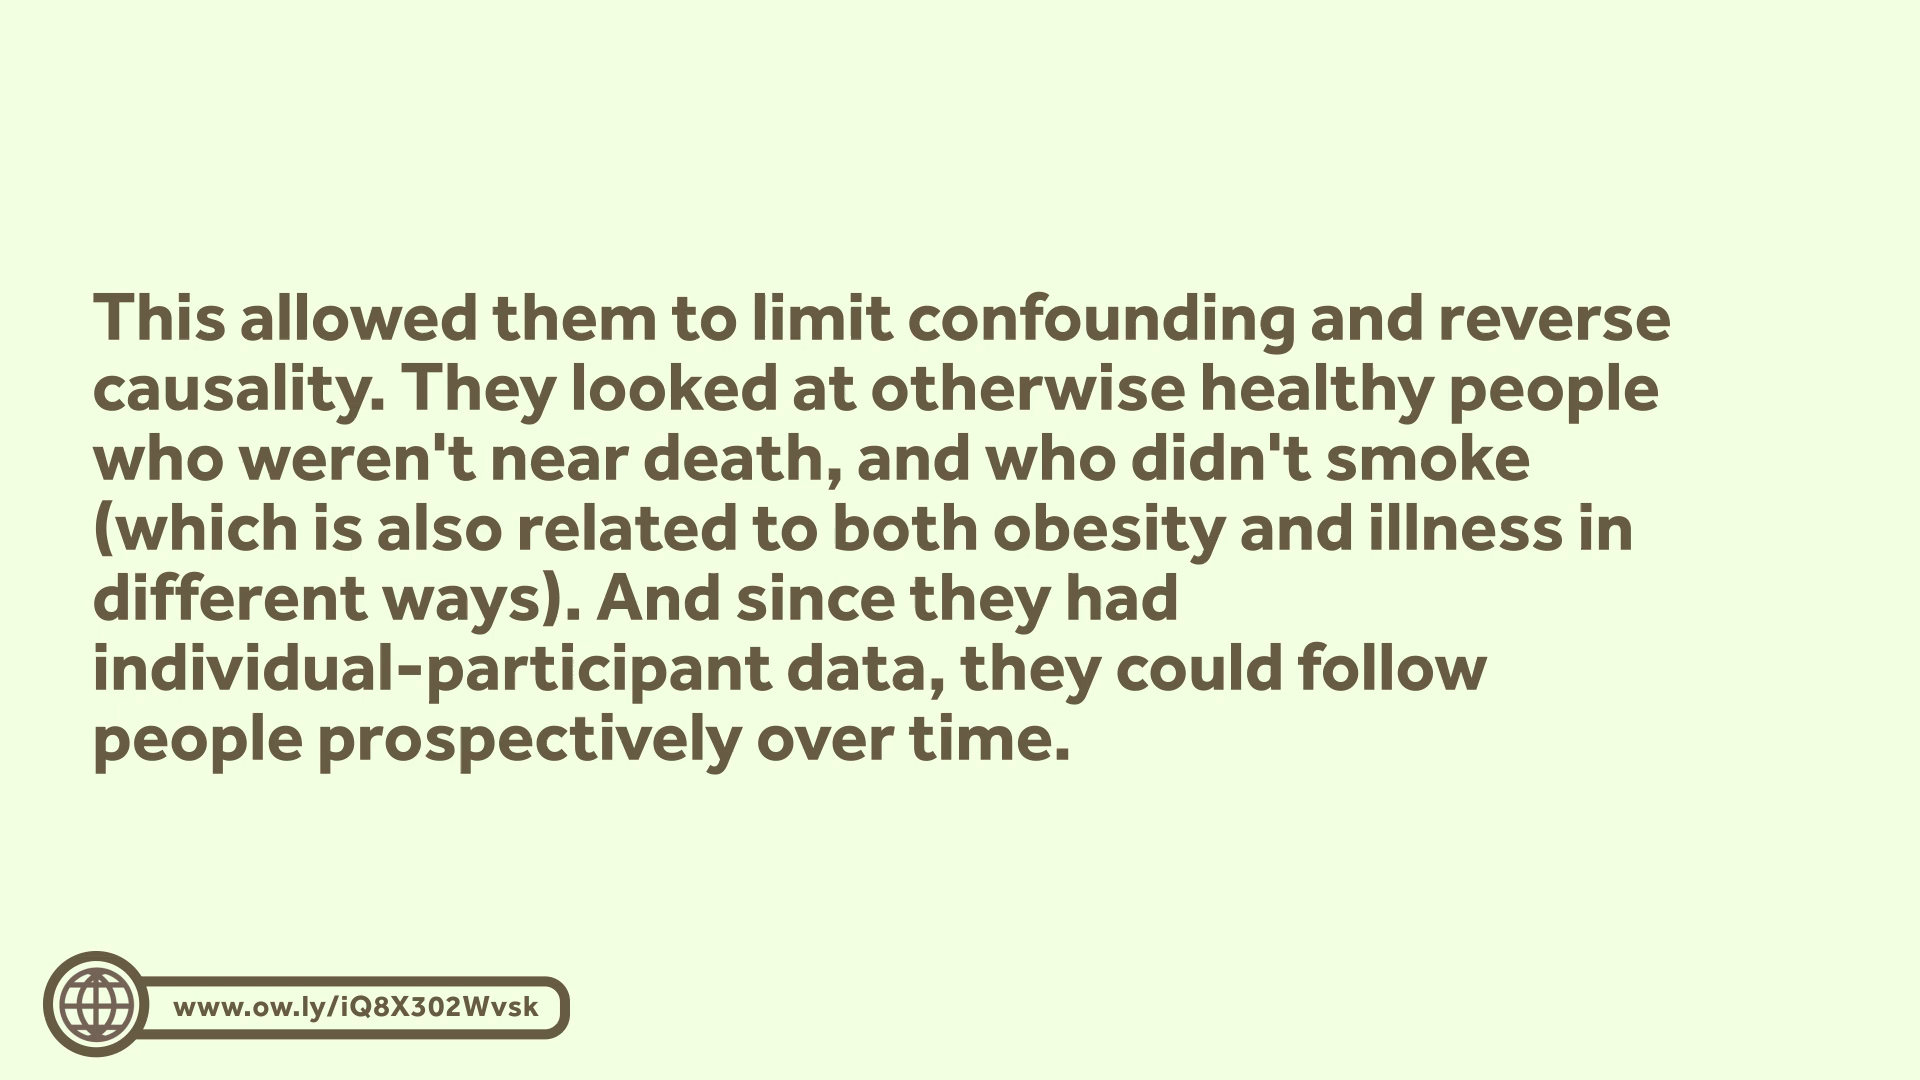 This allowed them to limit confounding and reverse
causality. They looked at otherwise healthy people
who weren't near death, and who didn't smoke
(which is also related to both obesity and illness in
different ways). And since they had
individual-participant data, they could follow
people prospectively over time.
www.ow.ly/iQ8X302Wvsk